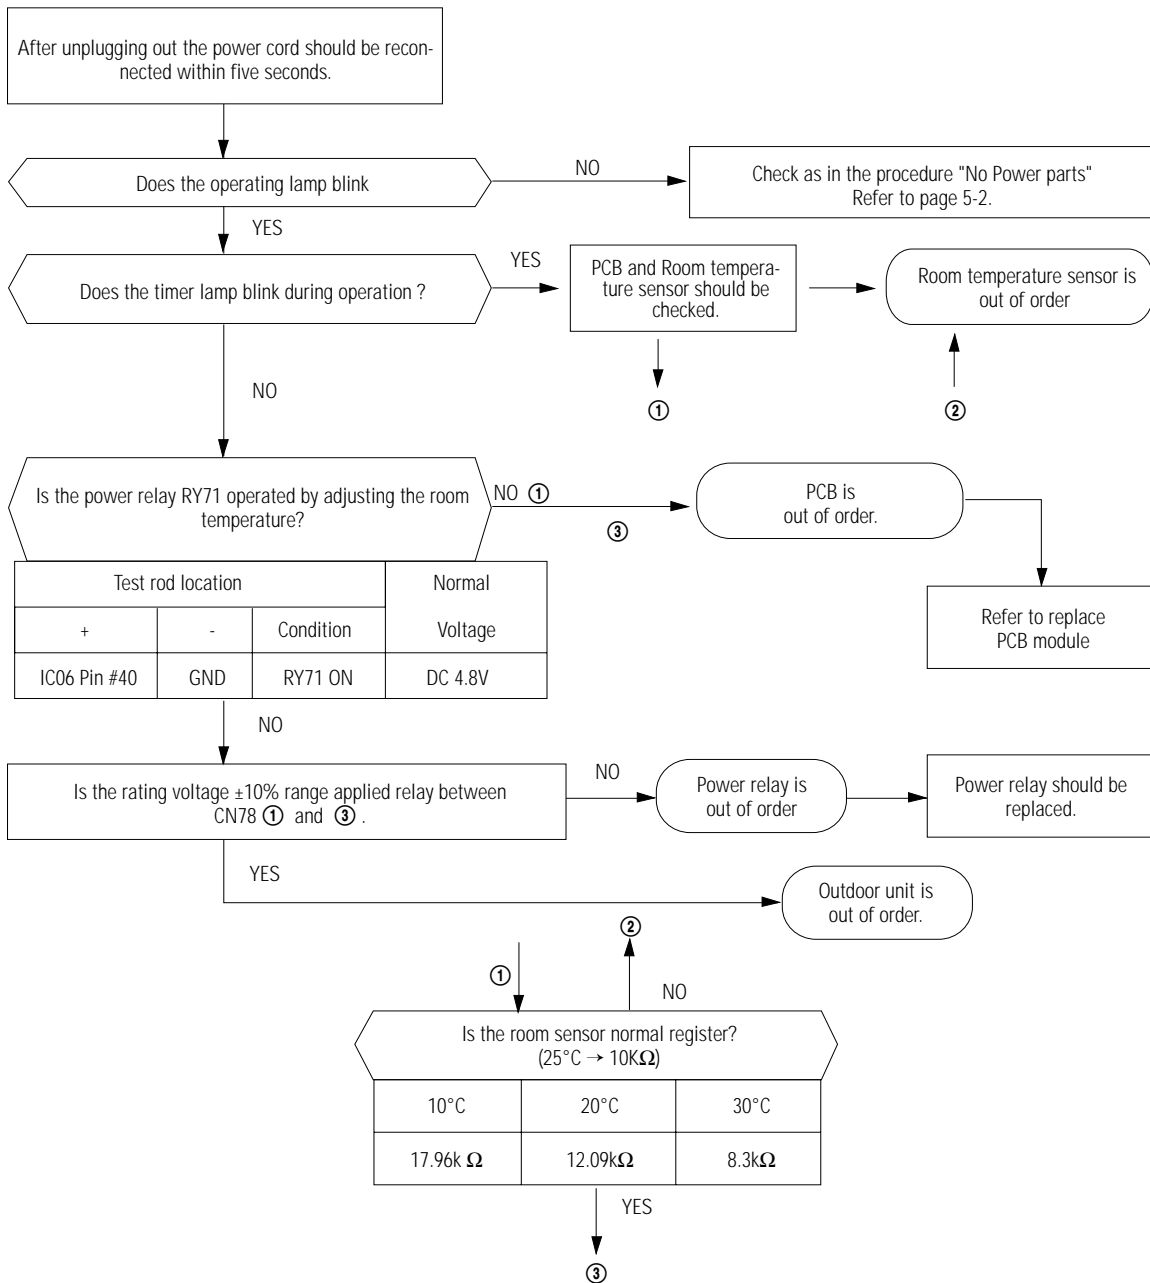 After unplugging out the power cord should be recon-
nected within five seconds.
Does the operating lamp blink
NO
Check as in the procedure "No Power parts"
Refer to page 5-2.
YES
Does the timer lamp blink during operation ?
YES
PCB and Room tempera-
ture sensor should be
checked.
Room temperature sensor is
out of order
①
②
NO
Is the power relay RY71 operated by adjusting the room
temperature?
NO ①
③
PCB is
out of order.
Refer to replace
PCB module
Test rod location
Normal
Voltage
+
-
Condition
IC06 Pin #40
GND
RY71 ON
DC 4.8V
NO
Is the rating voltage ±10% range applied relay between
CN78 ① and ③ .
NO
Power relay is
out of order
Power relay should be
replaced.
YES
Outdoor unit is
out of order.
①
②
NO
Is the room sensor normal register?
(25°C → 10KΩ)
10°C
20°C
30°C
17.96k Ω
12.09kΩ
8.3kΩ
YES
③